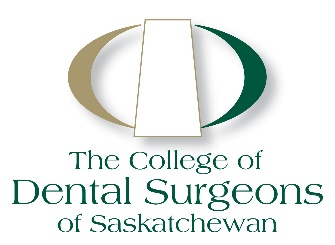 The College of
Dental Surgeons
of Saskatchewan